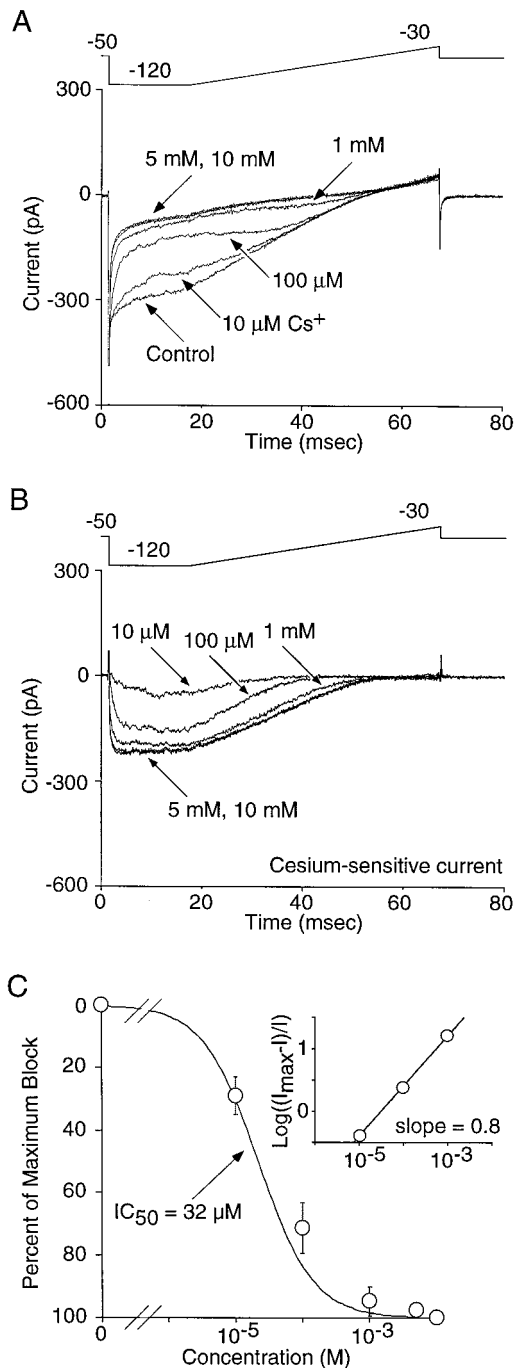 A
-50
-120
-30
300
0
-300
-600
Current (pA)
5 mM, 10 mM
1 mM
100 µM
10 µM Cs+
Control
0 20 40 60 80
Time (msec)
B
-50
-120
-30
300
0
-300
-600
Current (pA)
10 µM
100 µM
1 mM
5 mM, 10 mM
Cesium-sensitive current
0 20 40 60 80
Time (msec)
C
0
20
40
60
80
100
Percent of Maximum Block
IC50 = 32 µM
Log((Imax-I)/I)
1
0
slope = 0.8
10-5 10-3
0 10-5 10-3
Concentration (M)